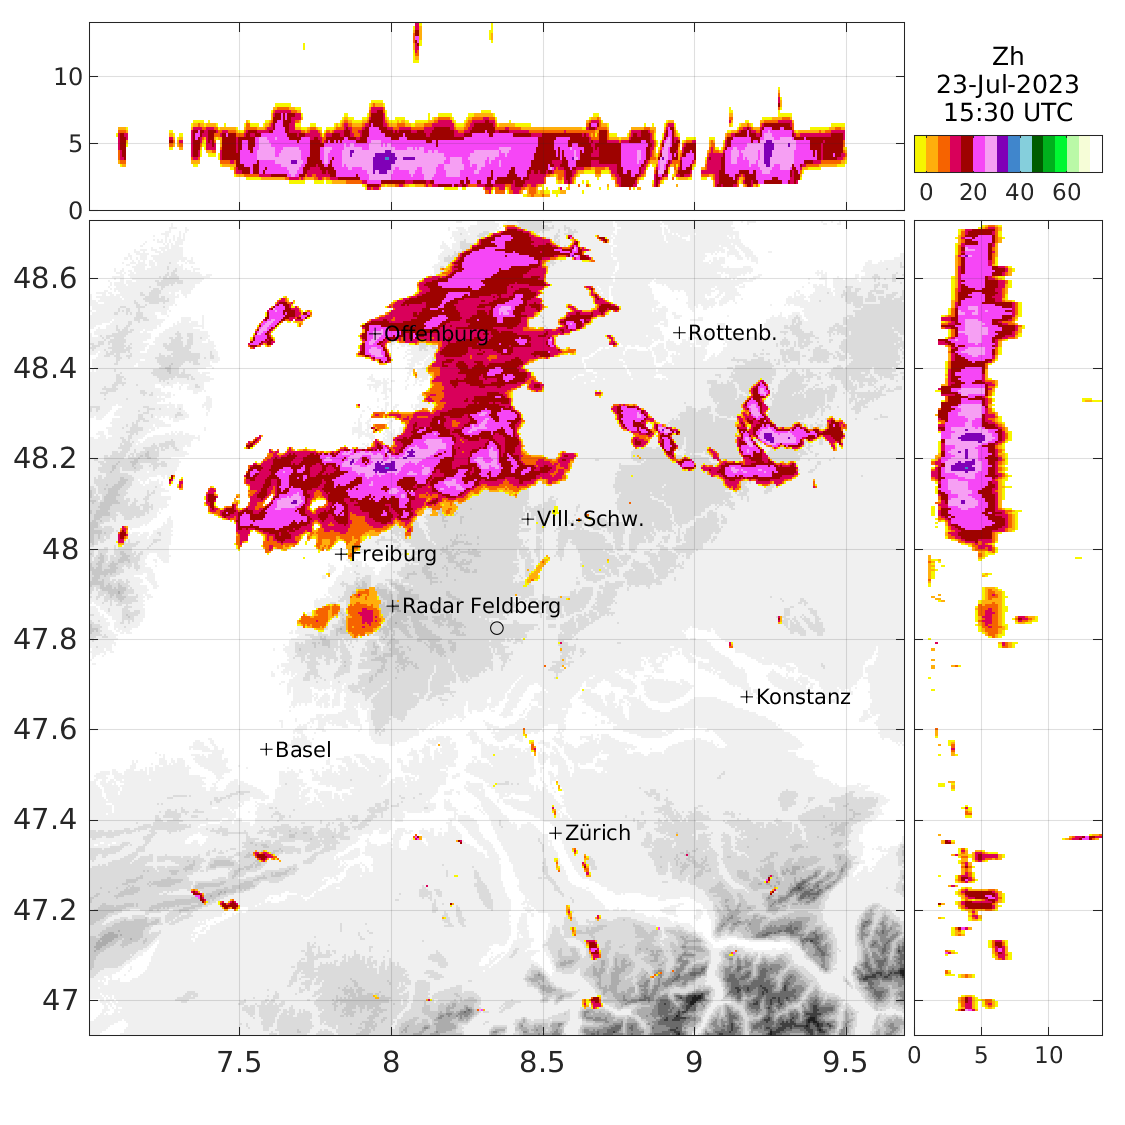 10
5
0
Zh
23-Jul-2023
15:30 UTC
0 20 40 60
48.6
48.4
48.2
48
47.8
47.6
47.4
47.2
47
Offenburg
Rottenb.
Vill.-Schw.
Freiburg
Radar Feldberg
Konstanz
Basel
Zürich
7.5 8 8.5 9 9.5
0 5 10